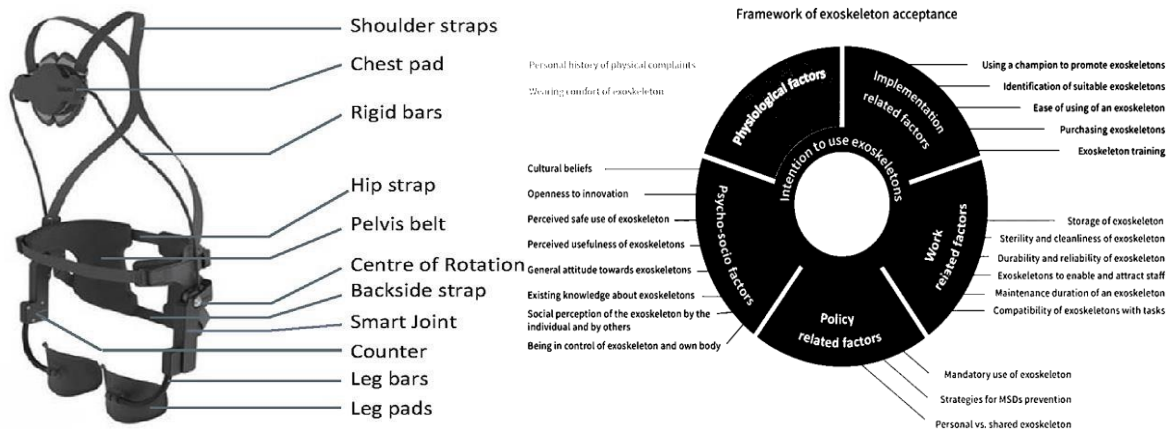 Shoulder straps
Chest pad
Rigid bars
Hip strap
Pelvis belt
Centre of Rotation
Backside strap
Smart Joint
Counter
Leg bars
Leg pads
Framework of exoskeleton acceptance
Physiological factors
Personal history of physical complaints
Wearing comfort of exoskeleton
Implementation
related factors
Using a champion to promote exoskeletons
Identification of suitable exoskeletons
Ease of using of an exoskeleton
Purchasing exoskeletons
Exoskeleton training
Intention to use exoskeletons
Psycho-socio factors
Cultural beliefs
Openness to innovation
Perceived safe use of exoskeleton
Perceived usefulness of exoskeletons
General attitude towards exoskeletons
Existing knowledge about exoskeletons
Social perception of the exoskeleton by the
individual and by others
Being in control of exoskeleton and own body
Work
related factors
Storage of exoskeleton
Sterility and cleanliness of exoskeleton
Durability and reliability of exoskeleton
Exoskeletons to enable and attract staff
Maintenance duration of an exoskeleton
Compatibility of exoskeletons with tasks
Policy
related factors
Mandatory use of exoskeleton
Strategies for MSDs prevention
Personal vs. shared exoskeleton